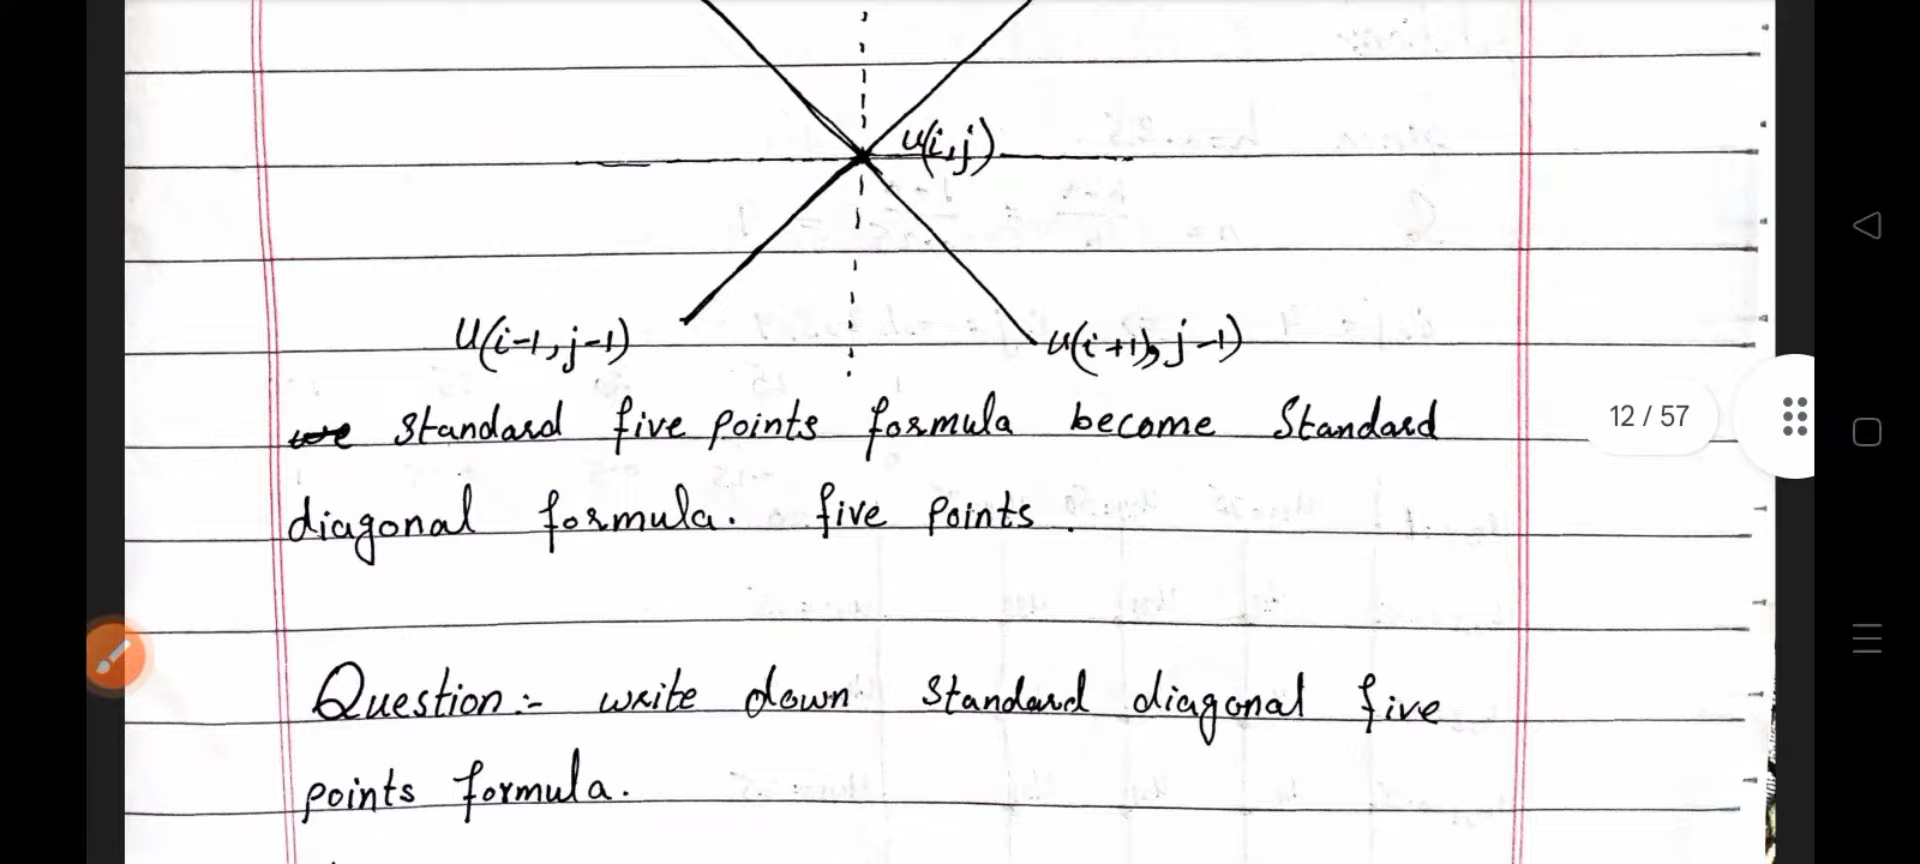 u(i,j)
U(i-1, j-1)
u(i+1), j-1)
we standard five points formula become Standard
12 / 57
diagonal formula. five points.
Question:- write down standard diagonal five
points formula.